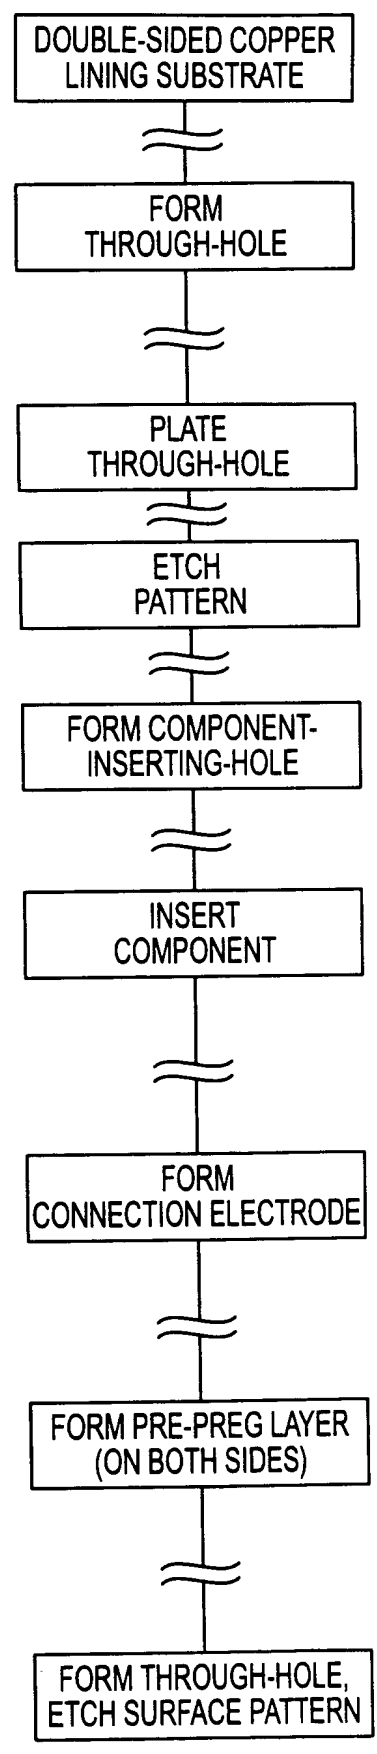 DOUBLE-SIDED COPPER
LINING SUBSTRATE
FORM
THROUGH-HOLE
PLATE
THROUGH-HOLE
ETCH
PATTERN
FORM COMPONENT-
INSERTING-HOLE
INSERT
COMPONENT
FORM
CONNECTION ELECTRODE
FORM PRE-PREG LAYER
(ON BOTH SIDES)
FORM THROUGH-HOLE,
ETCH SURFACE PATTERN